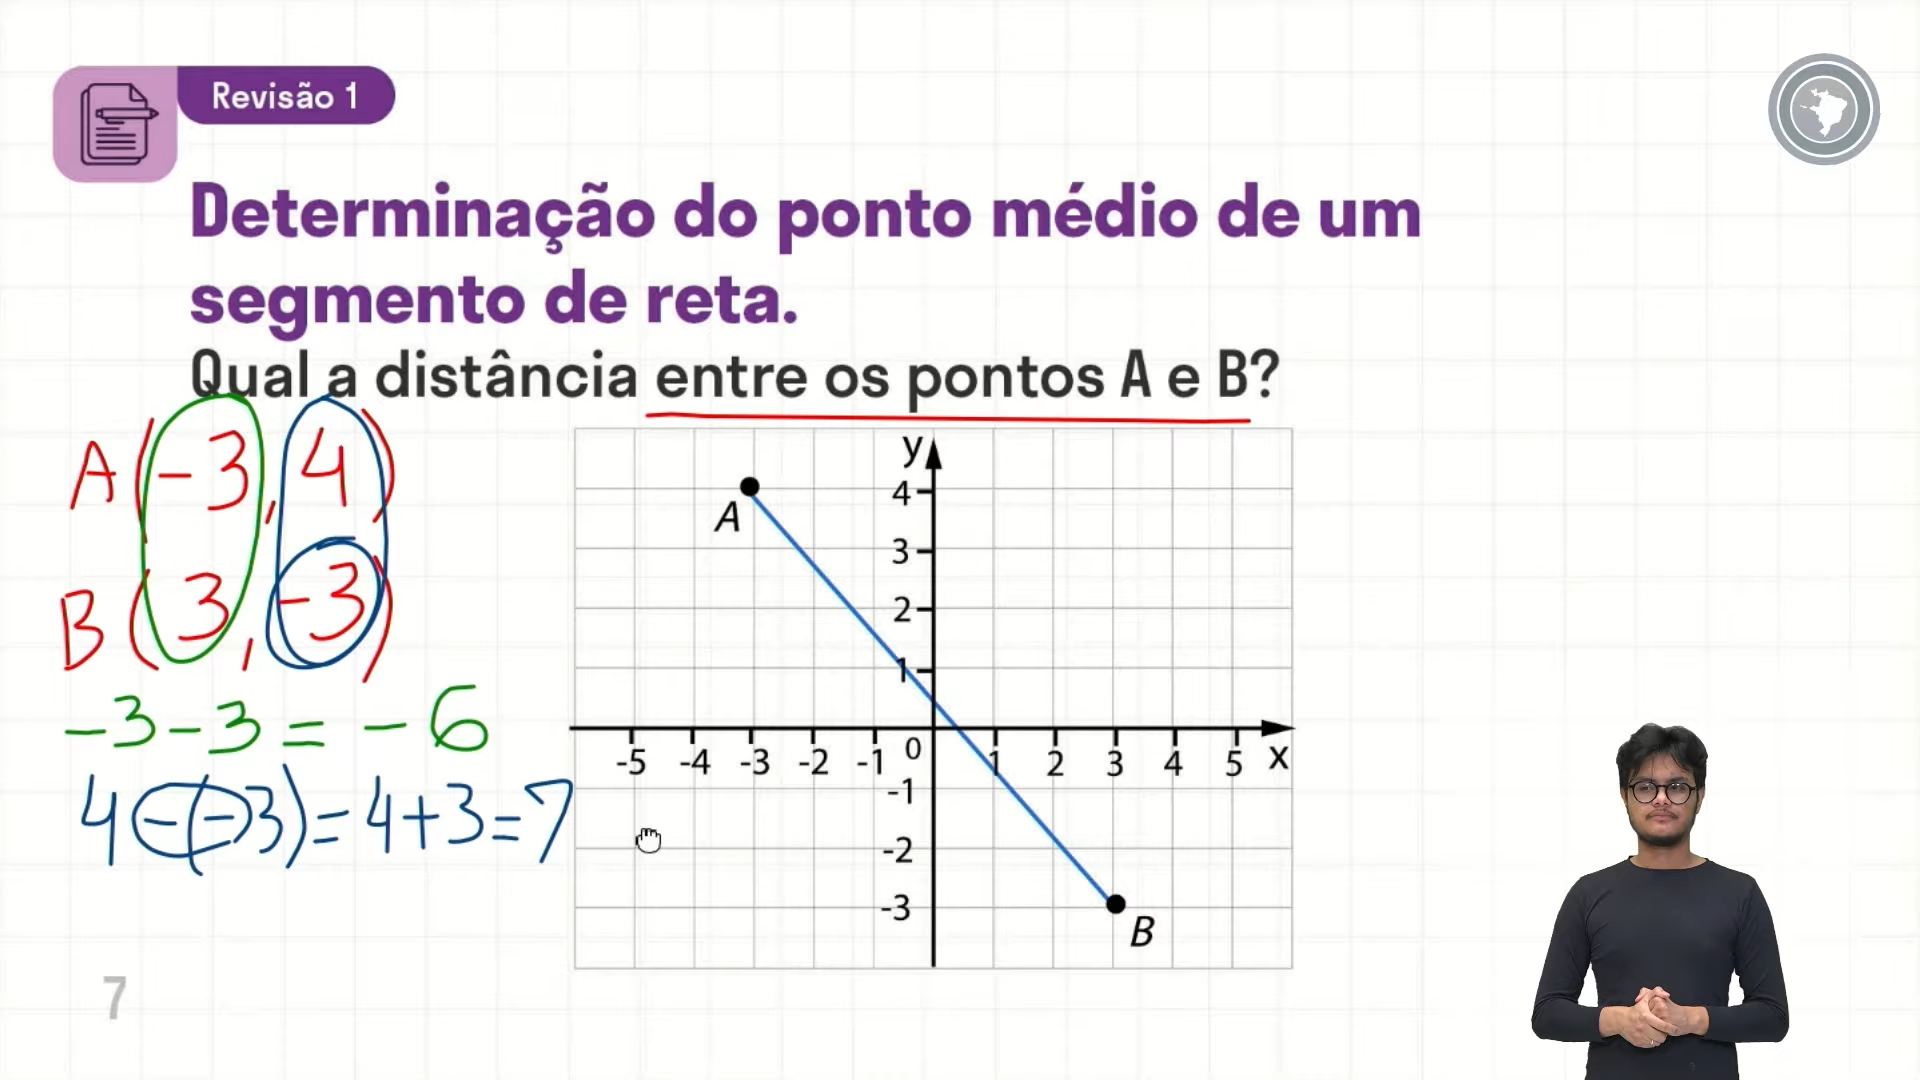 Revisão 1
Determinação do ponto médio de um
segmento de reta.
Qual a distância entre os pontos A e B?
A (-3, 4)
B (3, -3)
-3-3 = -6
4-(-3) = 4+3=7
y
4
3
2
1
A
-5 -4 -3 -2 -1 0 1 2 3 4 5 x
-1
-2
-3
B
7